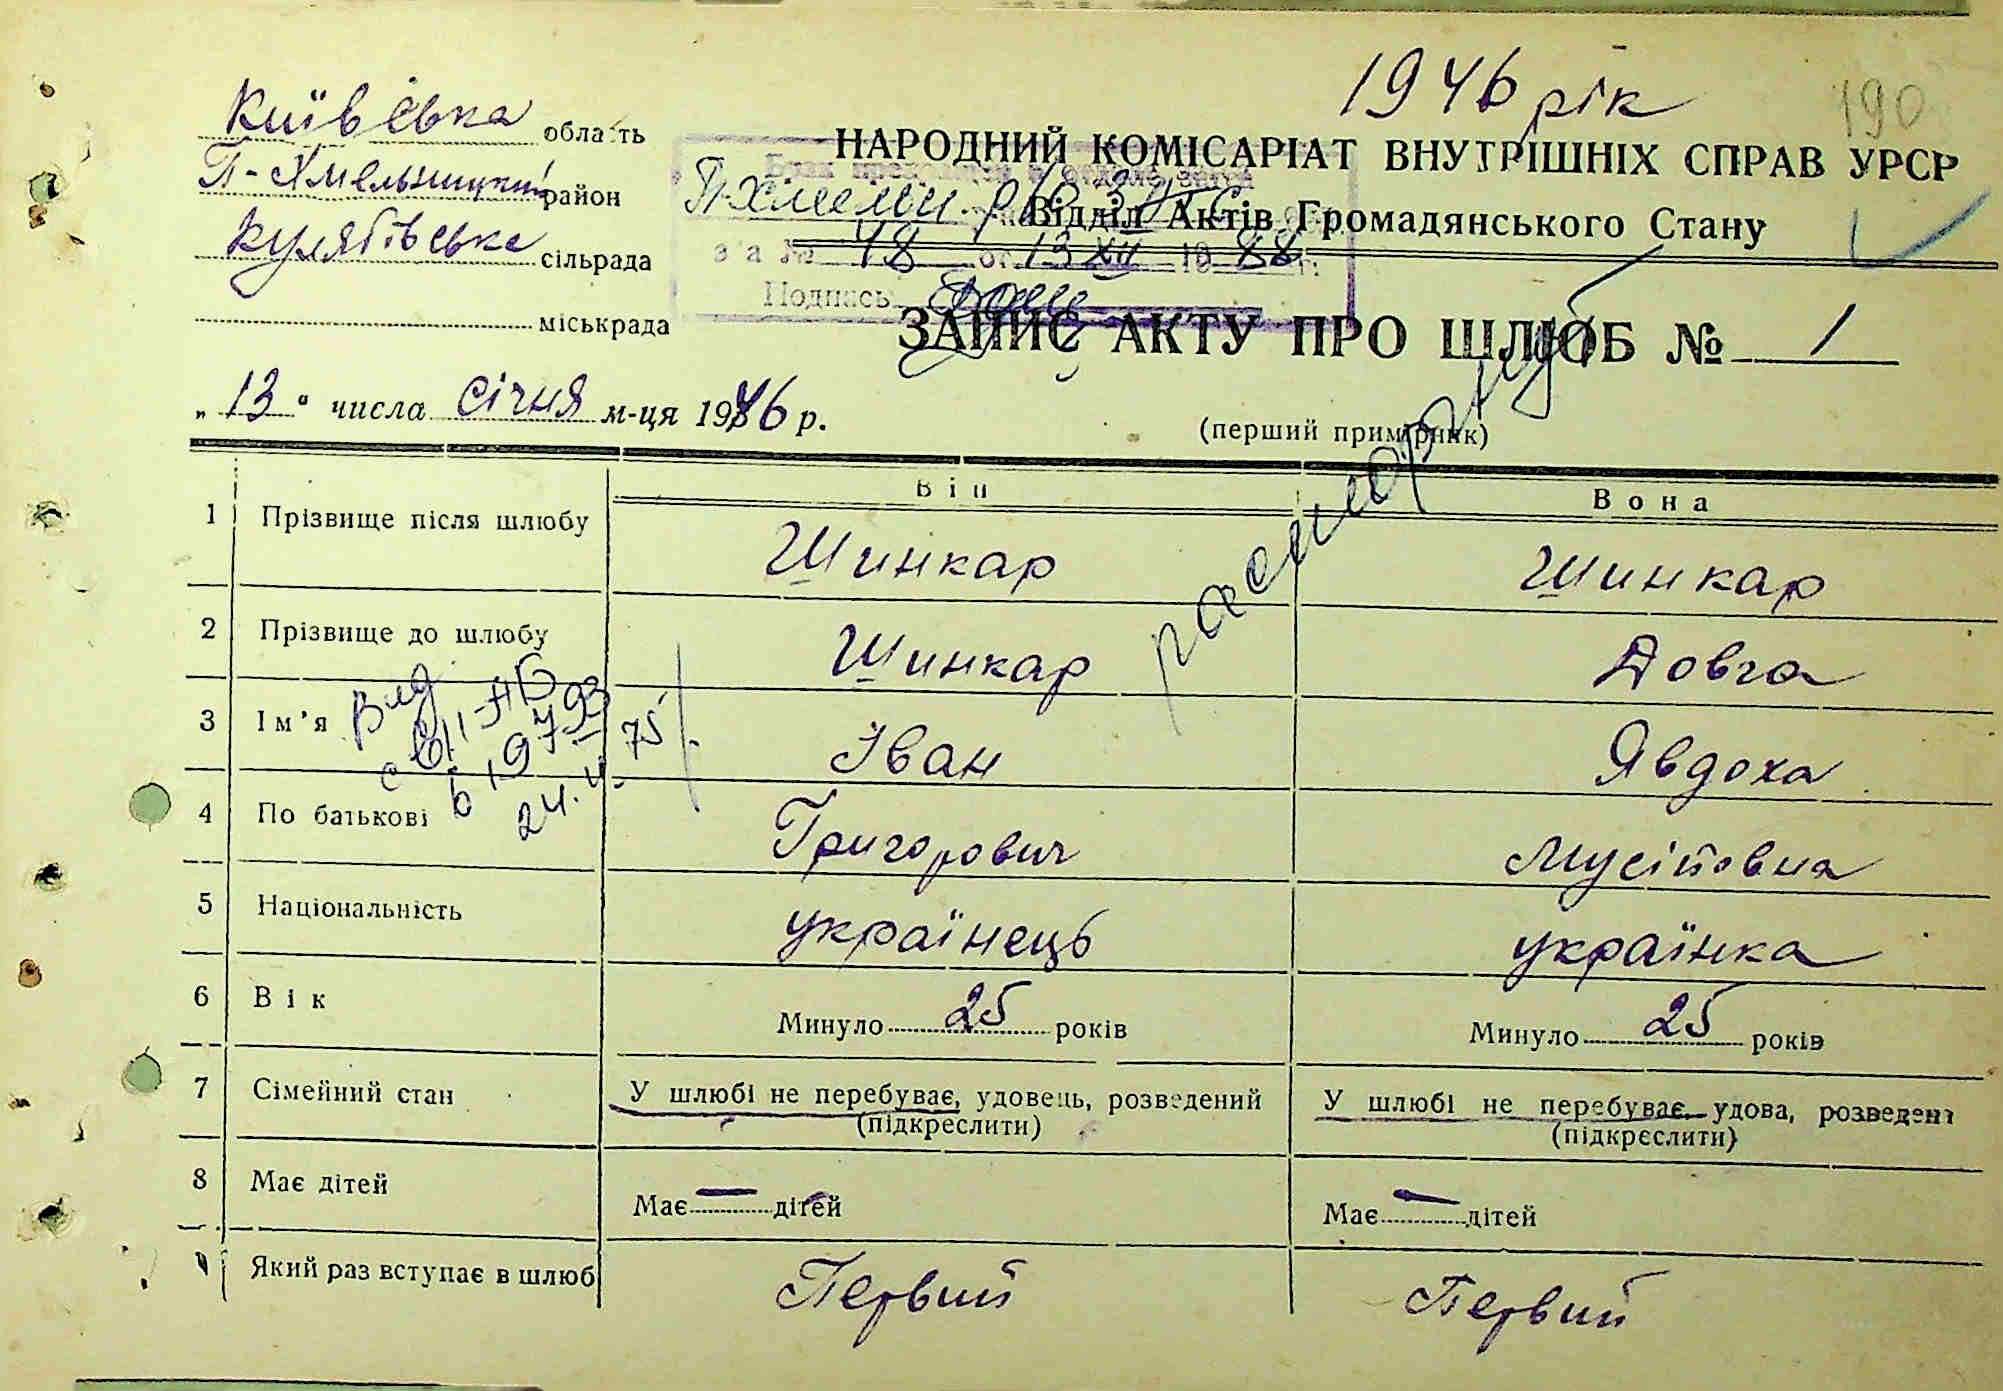 1946 рік
190
Київська область
П-Хмельницький район
Кулябівська сільрада
міськрада
НАРОДНИЙ КОМІСАРІАТ ВНУТРІШНІХ СПРАВ УРСР
Відділ Актів Громадянського Стану
П-Хмельн. р/б ЗАГС
з а № 48 от 13 XII 1988 г.
Подпись
ЗАПИС АКТУ ПРО ШЛЮБ № 1
„13“ числа січня м-ця 1946 р.
(перший примірник)
расторгнут
Він Вона
1 Прізвище після шлюбу Шинкар Шинкар
2 Прізвище до шлюбу Шинкар Довга
3 Ім'я Іван Явдоха
4 По батькові Григорович Мусіївна
5 Національність українець українка
6 Вік Минуло 25 років Минуло 25 років
7 Сімейний стан У шлюбі не перебуває, удовець, розведений У шлюбі не перебуває, удова, розведена
(підкреслити) (підкреслити)
8 Має дітей Має — дітей Має — дітей
Який раз вступає в шлюб Первий Первий